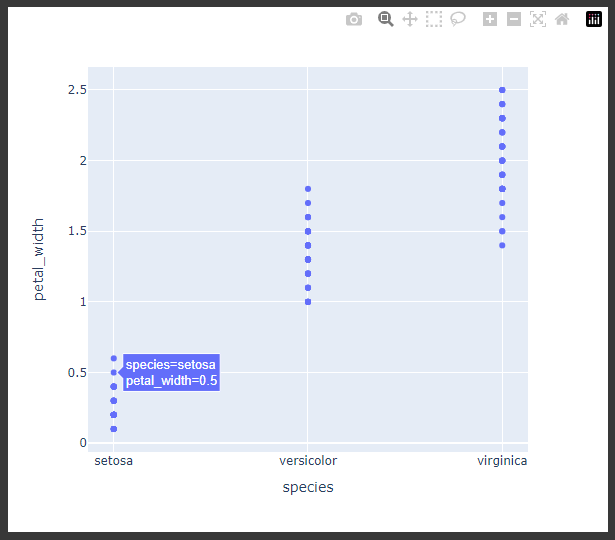 2.5
2
1.5
1
0.5
0
petal_width
species=setosa
petal_width=0.5
setosa versicolor virginica
species